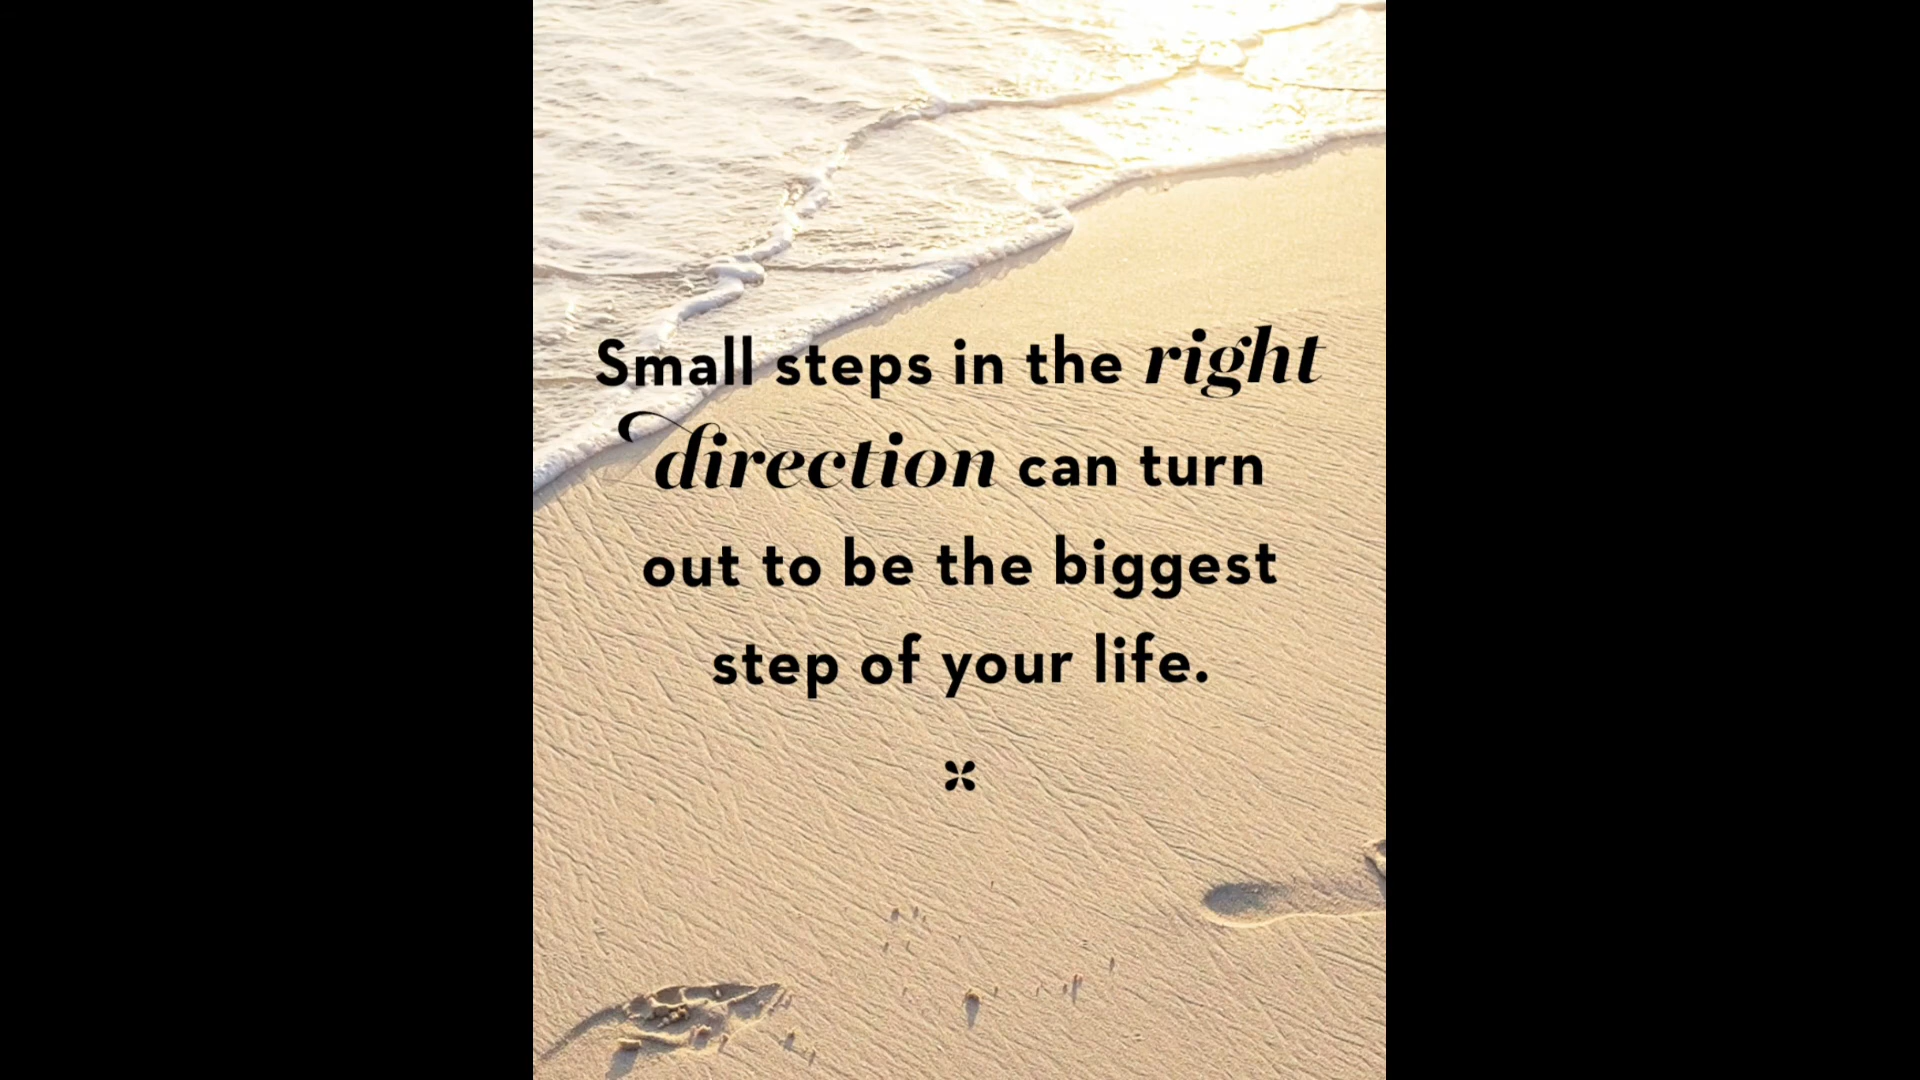 Small steps in the right
direction can turn
out to be the biggest
step of your life.